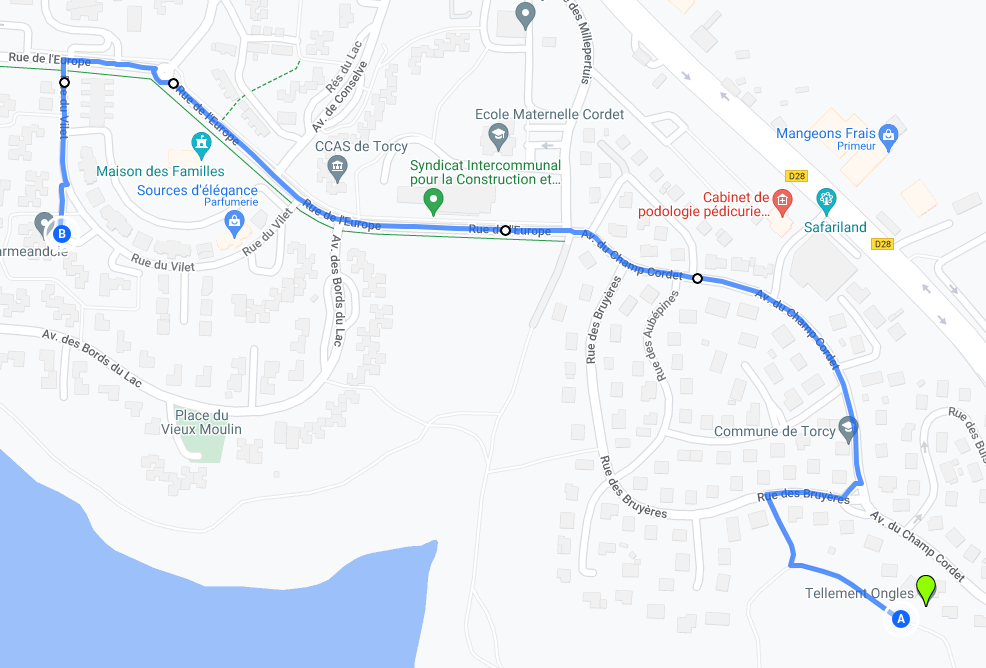 des Millepertuis
Rue de l'Europe
Rés du Lac
Av. de Conselve
Rue du Vilet
Rue de l'Europe
Ecole Maternelle Cordet
Mangeons Frais
Primeur
CCAS de Torcy
Maison des Familles
Syndicat Intercommunal
pour la Construction et...
D28
Sources d'élégance
Parfumerie
Cabinet de
podologie pédicurie...
Safariland
Rue de l'Europe
Rue de l'Europe
Rue du Vilet
Av. du Champ Cordet
D28
B
armeandcie
Rue du Vilet
Av. des Bords du Lac
Rue des Bruyères
Rue des Aubépines
Av. du Champ Cordet
Av. des Bords du Lac
Place du
Vieux Moulin
Commune de Torcy
Rue des Buis
Rue des Bruyères
Rue des Bruyères
Av. du Champ Cordet
Tellement Ongles
A